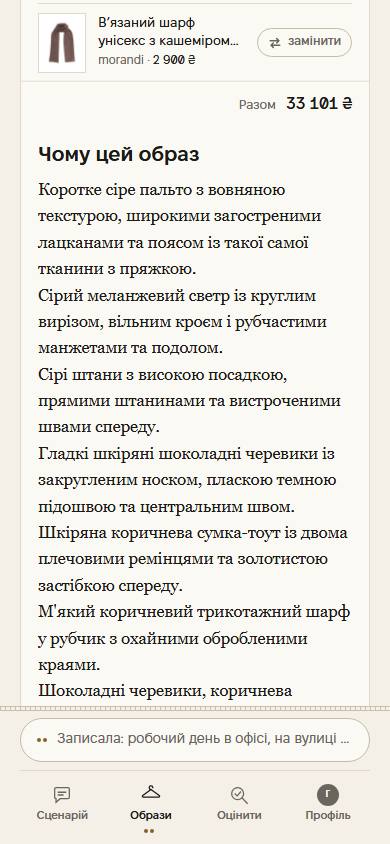 В'язаний шарф
унісекс з кашеміром...
morandi · 2 900 ₴
замінити
Разом 33 101 ₴
Чому цей образ
Коротке сіре пальто з вовняною
текстурою, широкими загостреними
лацканами та поясом із такої самої
тканини з пряжкою.
Сірий меланжевий светр із круглим
вирізом, вільним кроєм і рубчастими
манжетами та подолом.
Сірі штани з високою посадкою,
прямими штанинами та вистроченими
швами спереду.
Гладкі шкіряні шоколадні черевики із
закругленим носком, пласкою темною
підошвою та центральним швом.
Шкіряна коричнева сумка-тоут із двома
плечовими ремінцями та золотистою
застібкою спереду.
М'який коричневий трикотажний шарф
у рубчик з охайними обробленими
краями.
Шоколадні черевики, коричнева
Записала: робочий день в офісі, на вулиці ...
Сценарій
Образи
Оцінити
Г
Профіль